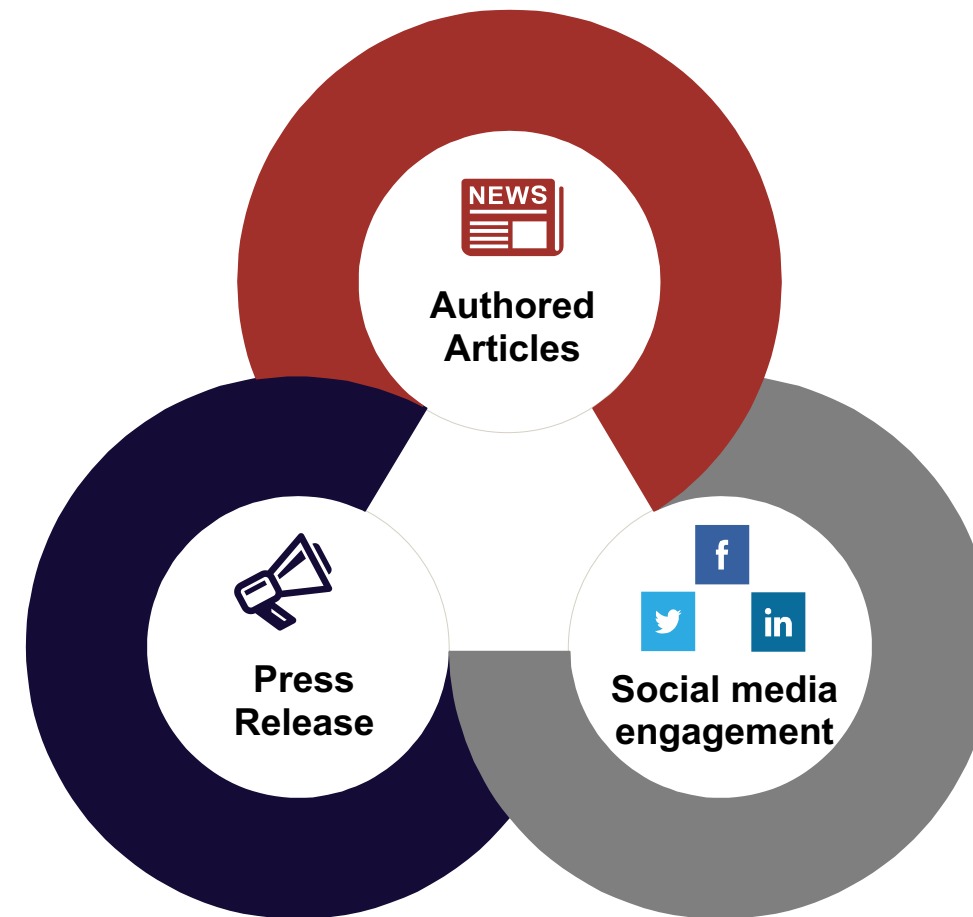 NEWS
Authored
Articles
Press
Release
f
in
Social media
engagement